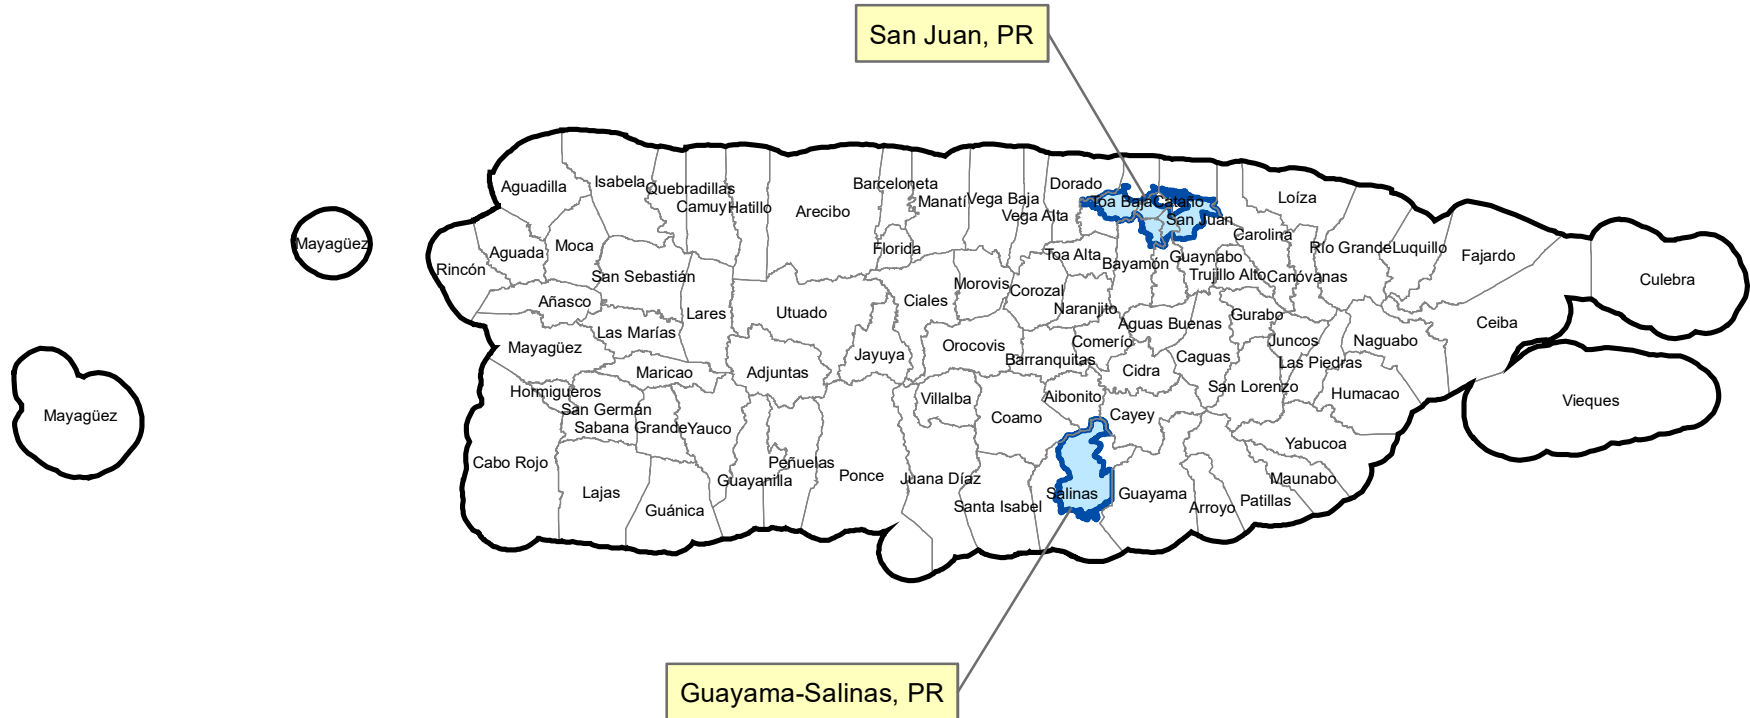 San Juan, PR
Aguadilla
Isabela
Quebradillas
Camuy
Hatillo
Arecibo
Barceloneta
Manatí
Vega Baja
Vega Alta
Dorado
Toa Baja
Cataño
San Juan
Loíza
Carolina
Río Grande
Luquillo
Fajardo
Culebra
Mayagüez
Rincón
Aguada
Moca
San Sebastián
Florida
Toa Alta
Bayamón
Guaynabo
Trujillo Alto
Canóvanas
Añasco
Lares
Utuado
Ciales
Morovis
Corozal
Naranjito
Aguas Buenas
Gurabo
Ceiba
Las Marías
Mayagüez
Maricao
Adjuntas
Jayuya
Orocovis
Barranquitas
Comerío
Cidra
Caguas
Juncos
Las Piedras
Naguabo
San Lorenzo
Humacao
Vieques
Mayagüez
Hormigueros
San Germán
Sabana Grande
Yauco
Villalba
Coamo
Aibonito
Cayey
Yabucoa
Cabo Rojo
Lajas
Guánica
Guayanilla
Peñuelas
Ponce
Juana Díaz
Santa Isabel
Salinas
Guayama
Arroyo
Patillas
Maunabo
Guayama-Salinas, PR